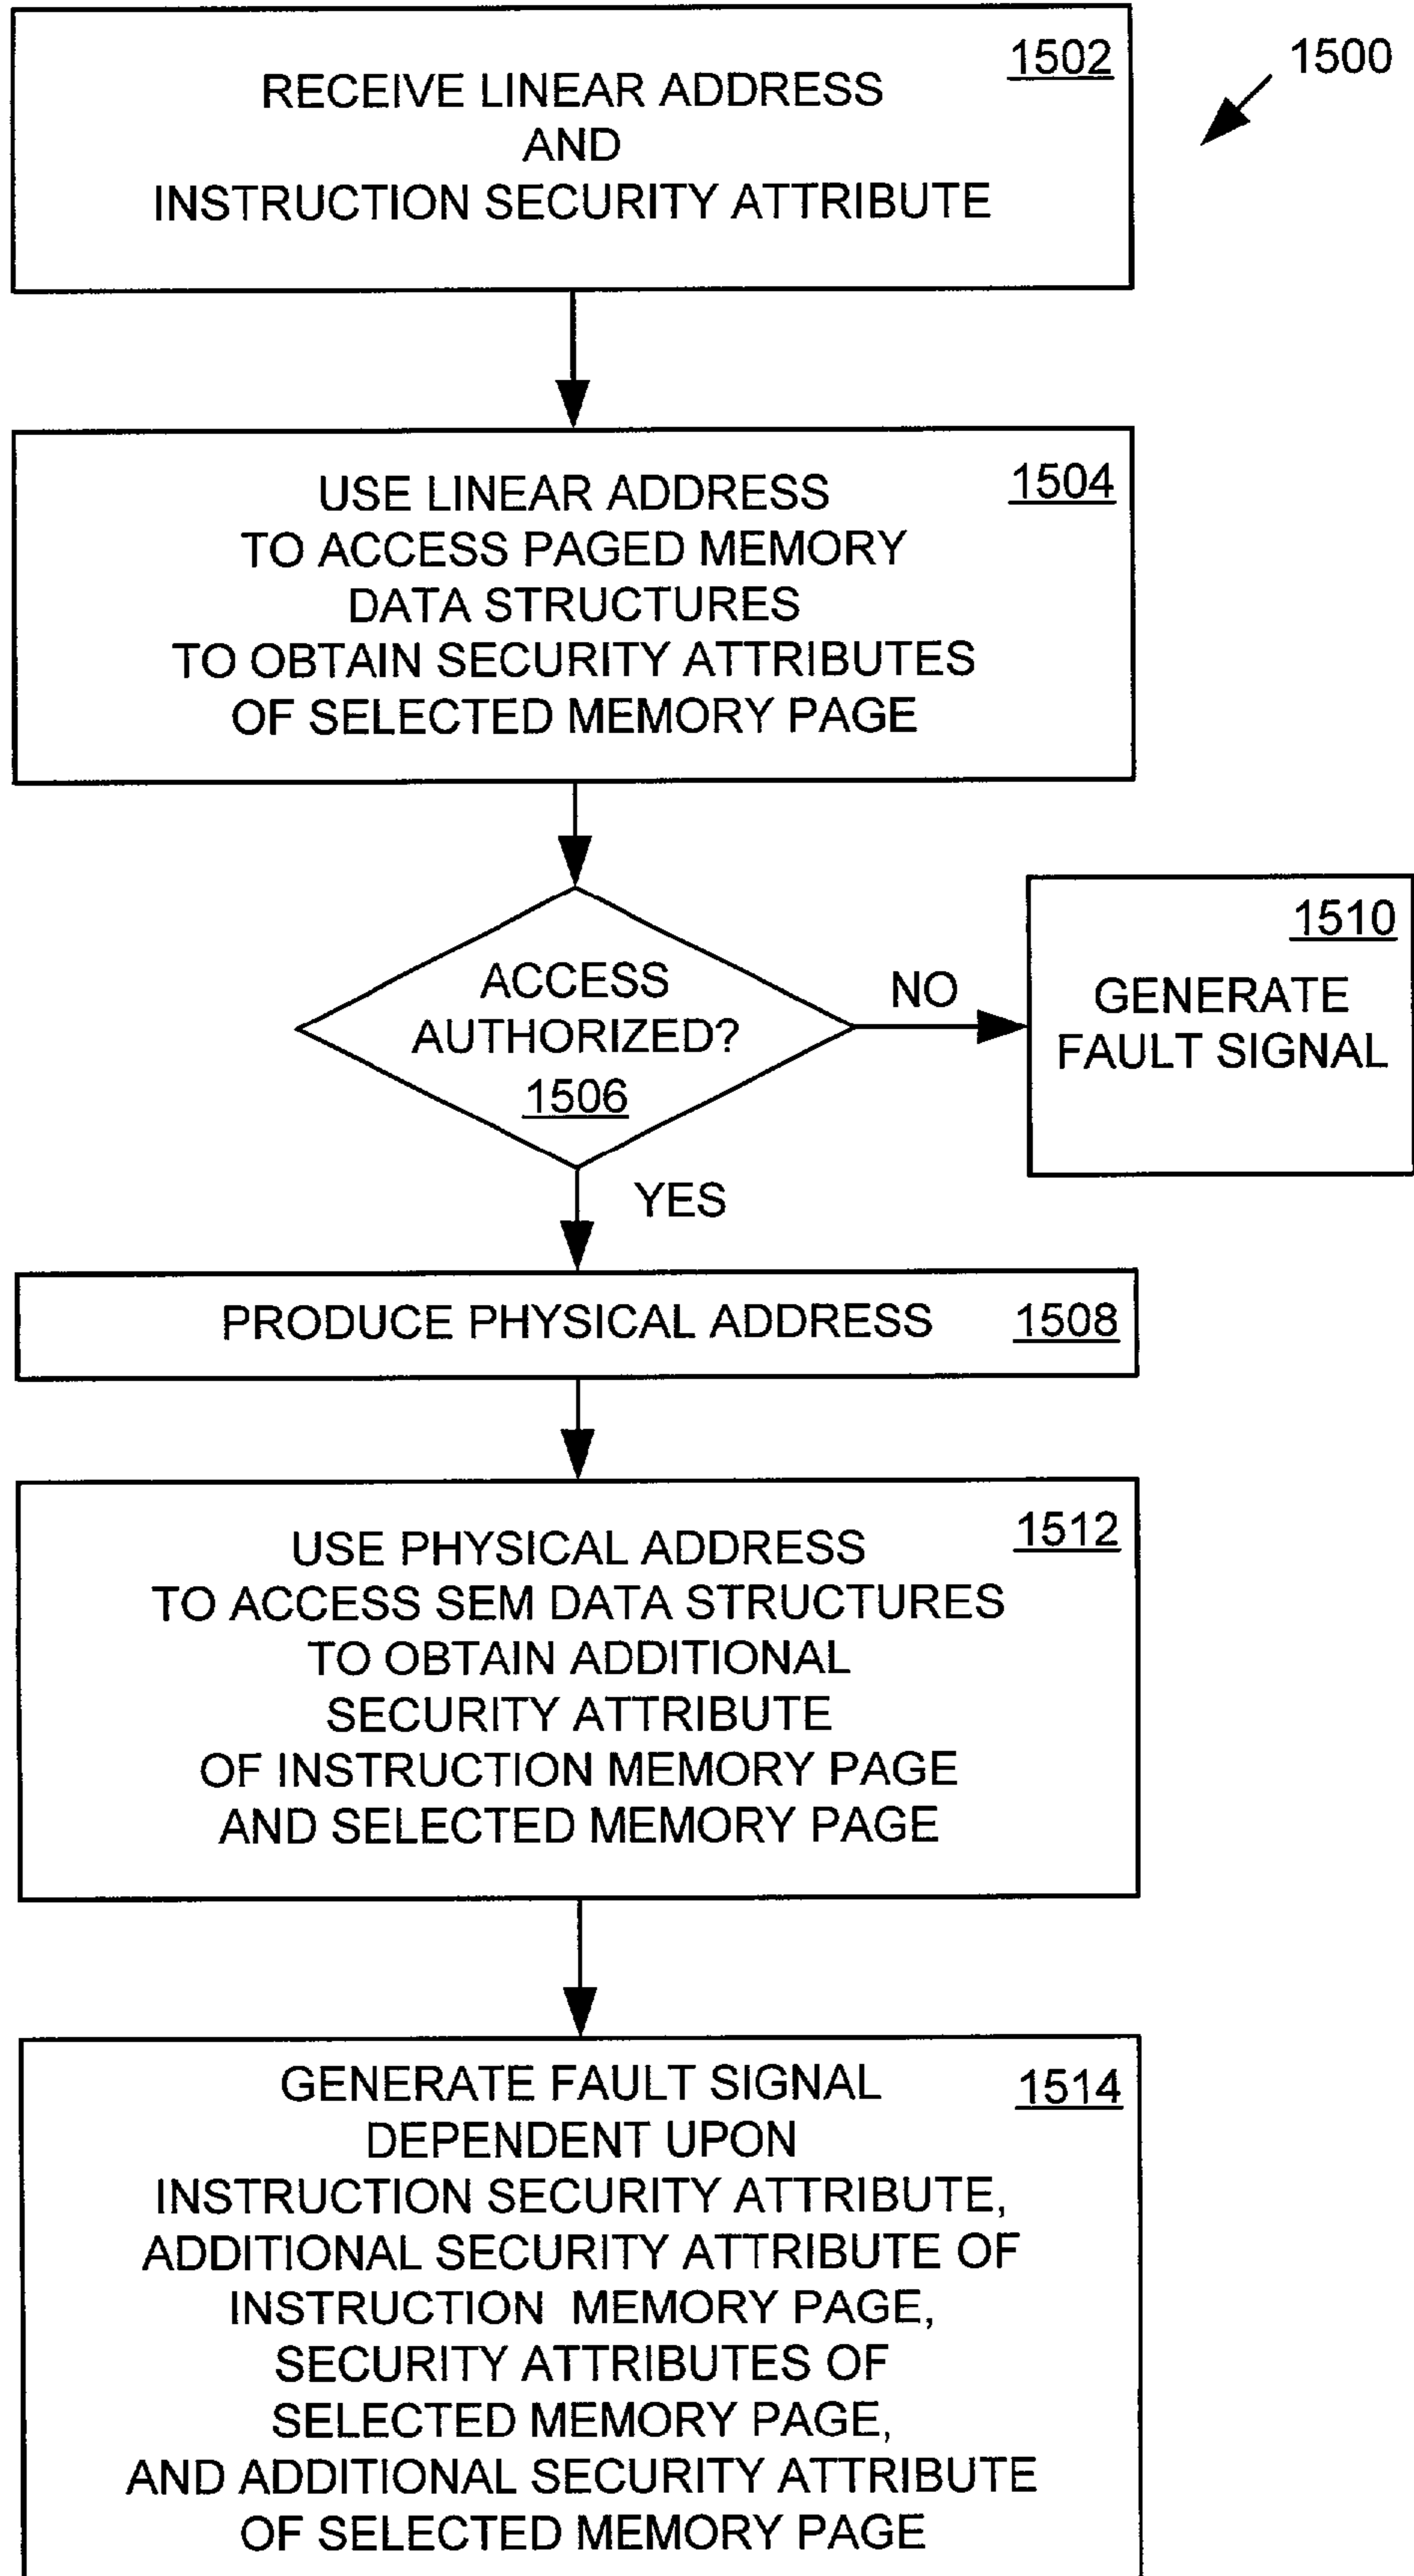 1500
1502
RECEIVE LINEAR ADDRESS
AND
INSTRUCTION SECURITY ATTRIBUTE
1504
USE LINEAR ADDRESS
TO ACCESS PAGED MEMORY
DATA STRUCTURES
TO OBTAIN SECURITY ATTRIBUTES
OF SELECTED MEMORY PAGE
ACCESS
AUTHORIZED?
1506
NO
1510
GENERATE
FAULT SIGNAL
YES
PRODUCE PHYSICAL ADDRESS 1508
1512
USE PHYSICAL ADDRESS
TO ACCESS SEM DATA STRUCTURES
TO OBTAIN ADDITIONAL
SECURITY ATTRIBUTE
OF INSTRUCTION MEMORY PAGE
AND SELECTED MEMORY PAGE
1514
GENERATE FAULT SIGNAL
DEPENDENT UPON
INSTRUCTION SECURITY ATTRIBUTE,
ADDITIONAL SECURITY ATTRIBUTE OF
INSTRUCTION MEMORY PAGE,
SECURITY ATTRIBUTES OF
SELECTED MEMORY PAGE,
AND ADDITIONAL SECURITY ATTRIBUTE
OF SELECTED MEMORY PAGE